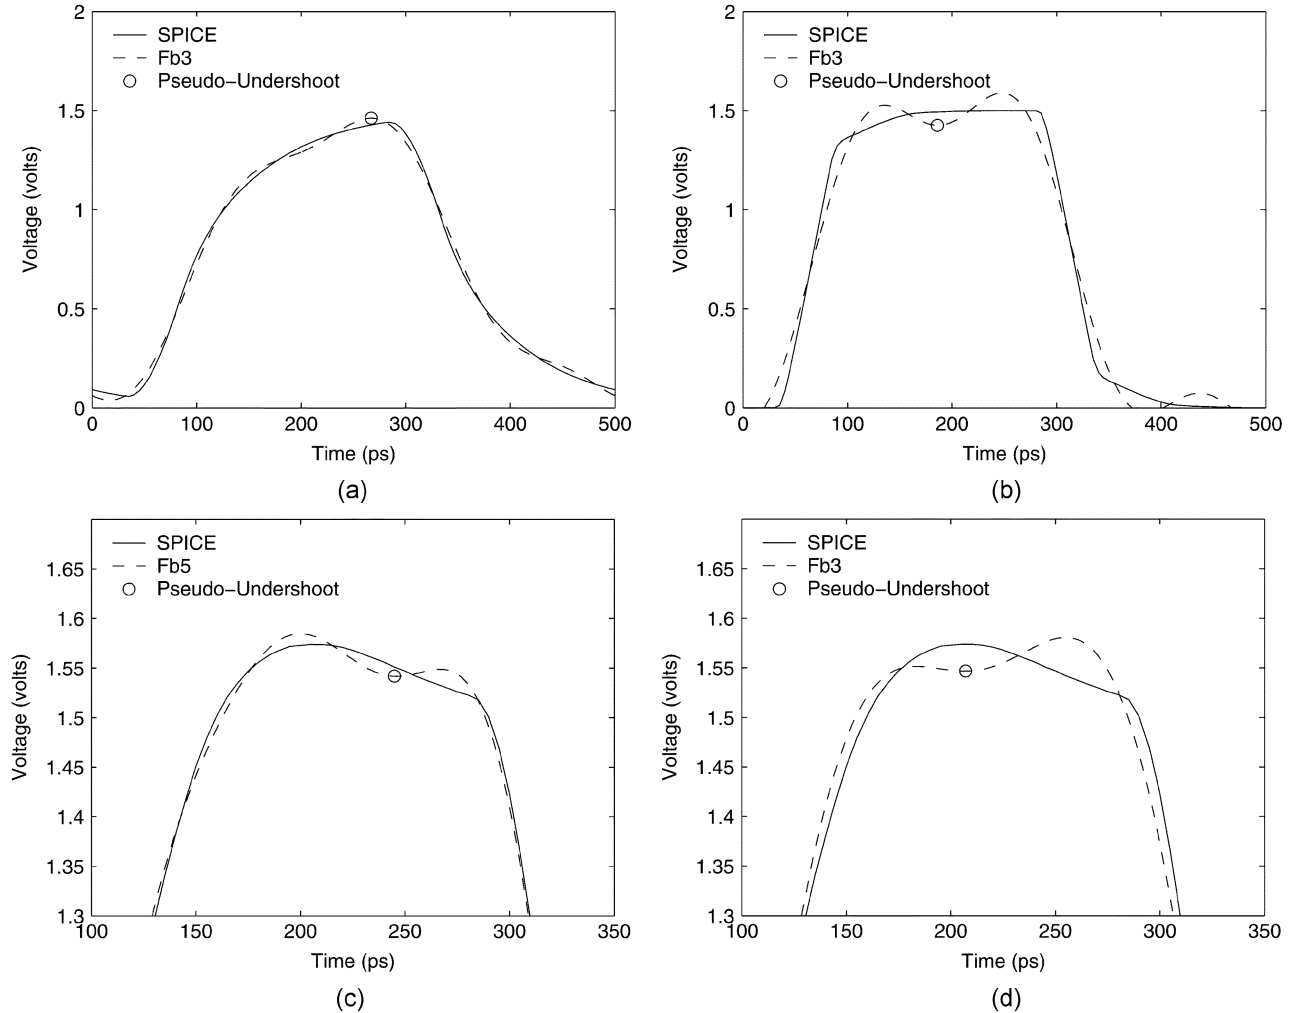 2
SPICE
Fb3
Pseudo−Undershoot
1.5
1
0.5
0
Voltage (volts)
0 100 200 300 400 500
Time (ps)
(a)
2
SPICE
Fb3
Pseudo−Undershoot
1.5
1
0.5
0
Voltage (volts)
0 100 200 300 400 500
Time (ps)
(b)
SPICE
1.65
Fb5
Pseudo−Undershoot
1.6
1.55
1.5
1.45
1.4
1.35
1.3
Voltage (volts)
100 150 200 250 300 350
Time (ps)
(c)
SPICE
1.65
Fb3
Pseudo−Undershoot
1.6
1.55
1.5
1.45
1.4
1.35
1.3
Voltage (volts)
100 150 200 250 300 350
Time (ps)
(d)